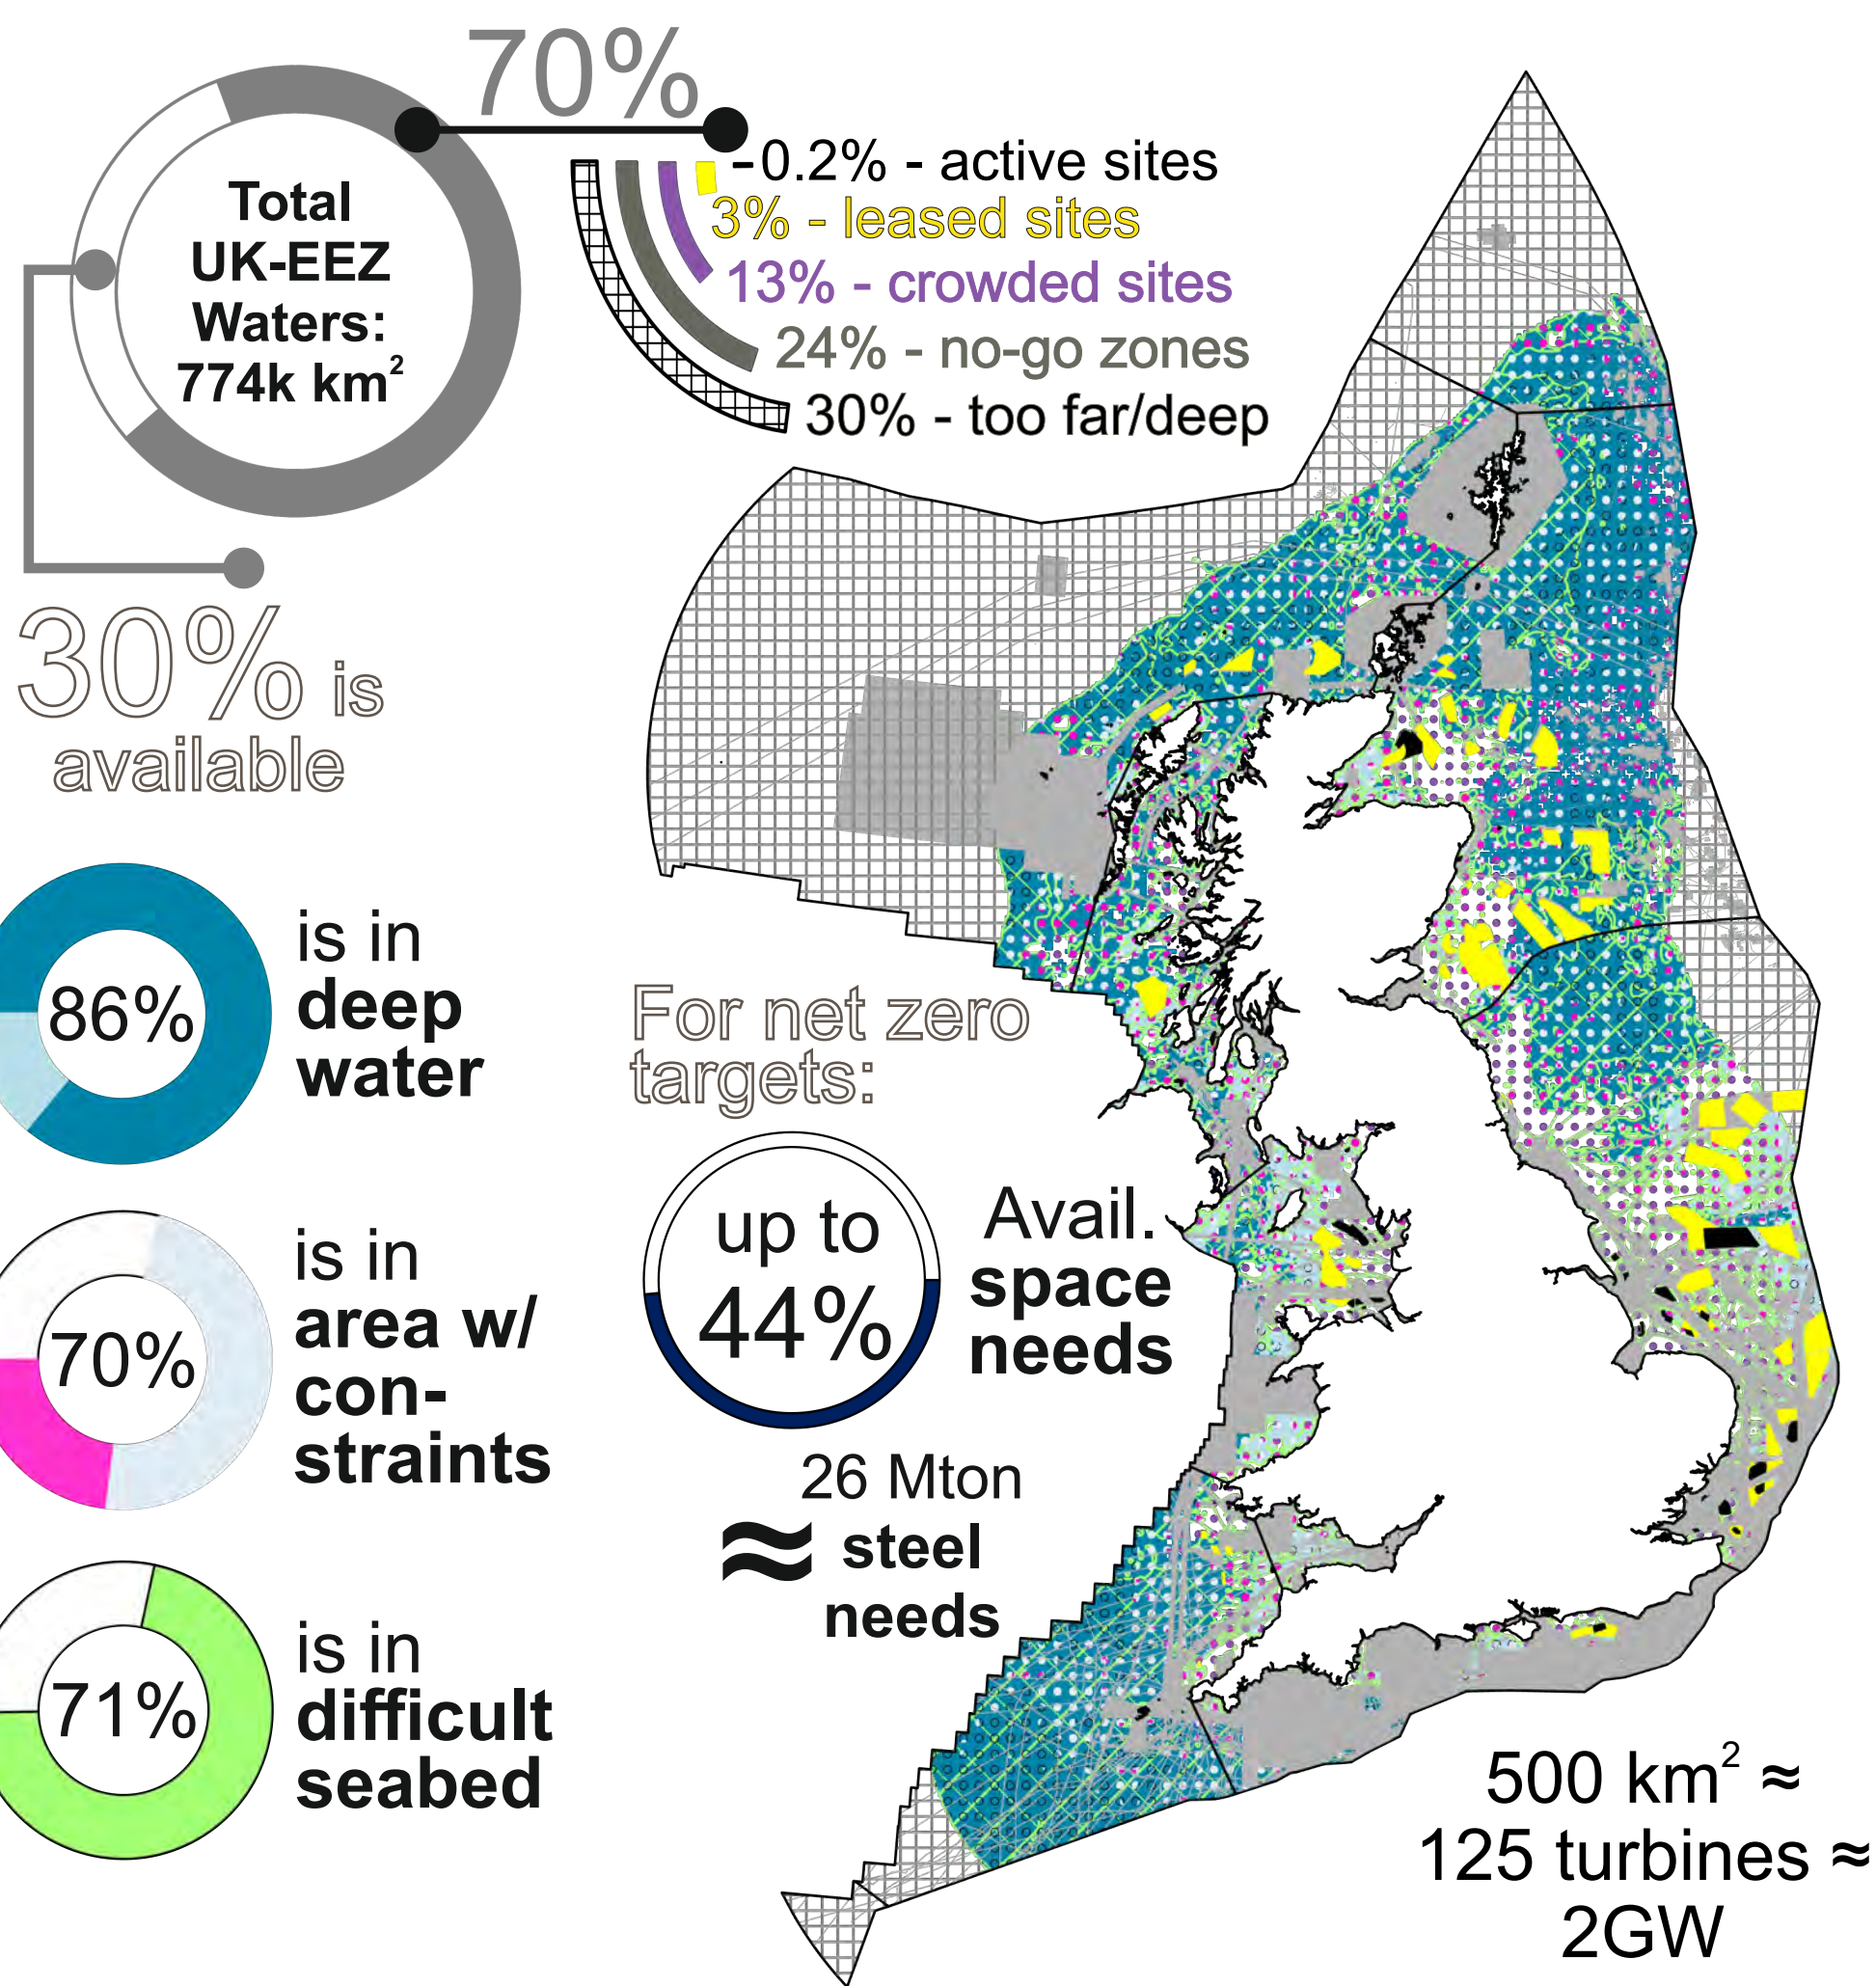 70%
Total
UK-EEZ
Waters:
774k km²
-0.2% - active sites
3% - leased sites
13% - crowded sites
24% - no-go zones
30% - too far/deep
30% is
available
86%
is in
deep
water
70%
is in
area w/
con-
straints
71%
is in
difficult
seabed
For net zero
targets:
up to
44%
Avail.
space
needs
26 Mton
≈ steel
needs
500 km² ≈
125 turbines ≈
2GW